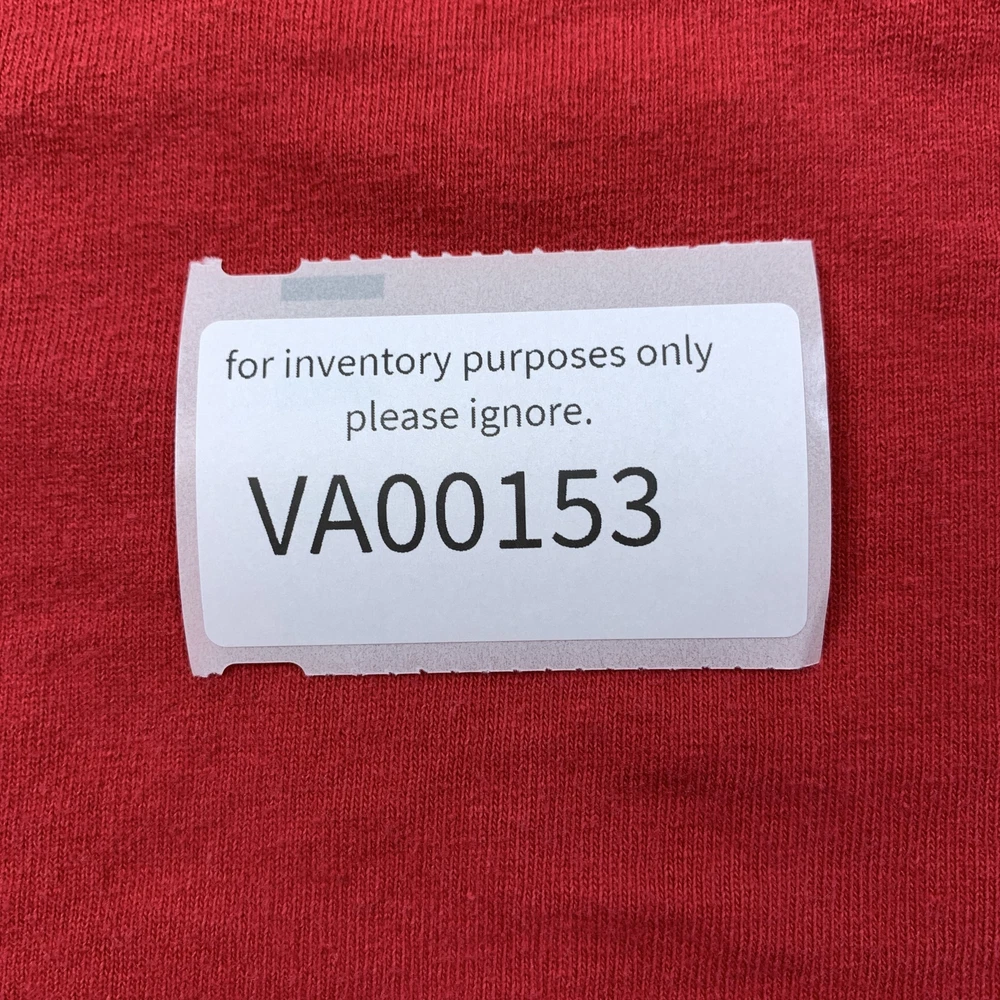 for inventory purposes only
please ignore.
VA00153